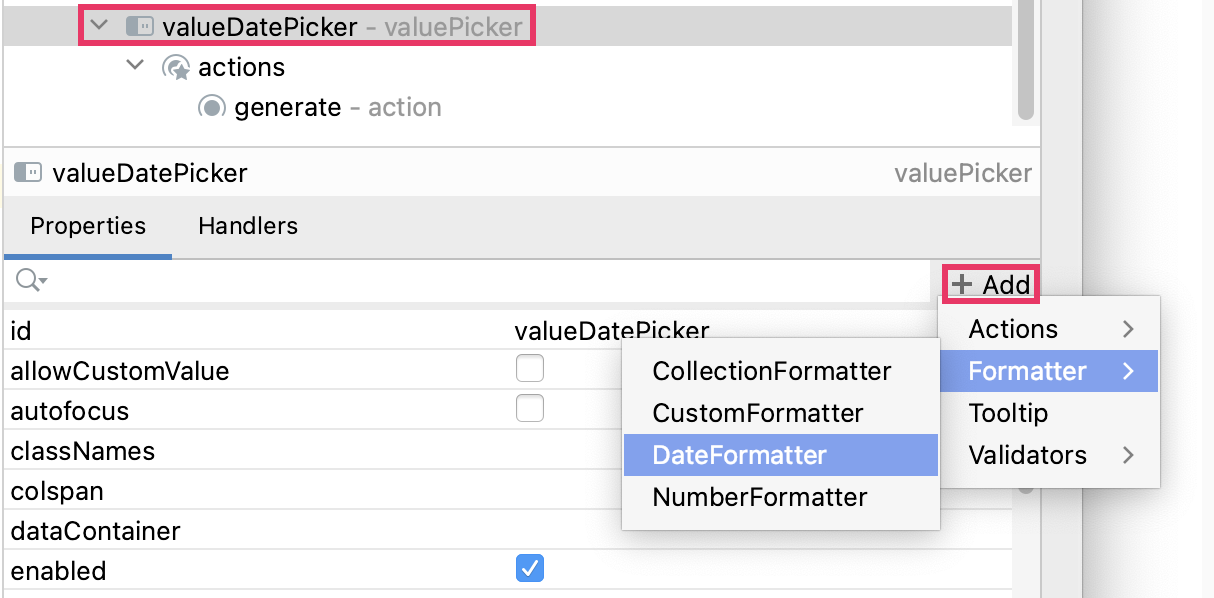 valueDatePicker - valuePicker
actions
generate - action
valueDatePicker valuePicker
Properties Handlers
+ Add
id valueDatePicker
allowCustomValue
autofocus
classNames
colspan
dataContainer
enabled
Actions
Formatter
Tooltip
Validators
CollectionFormatter
CustomFormatter
DateFormatter
NumberFormatter